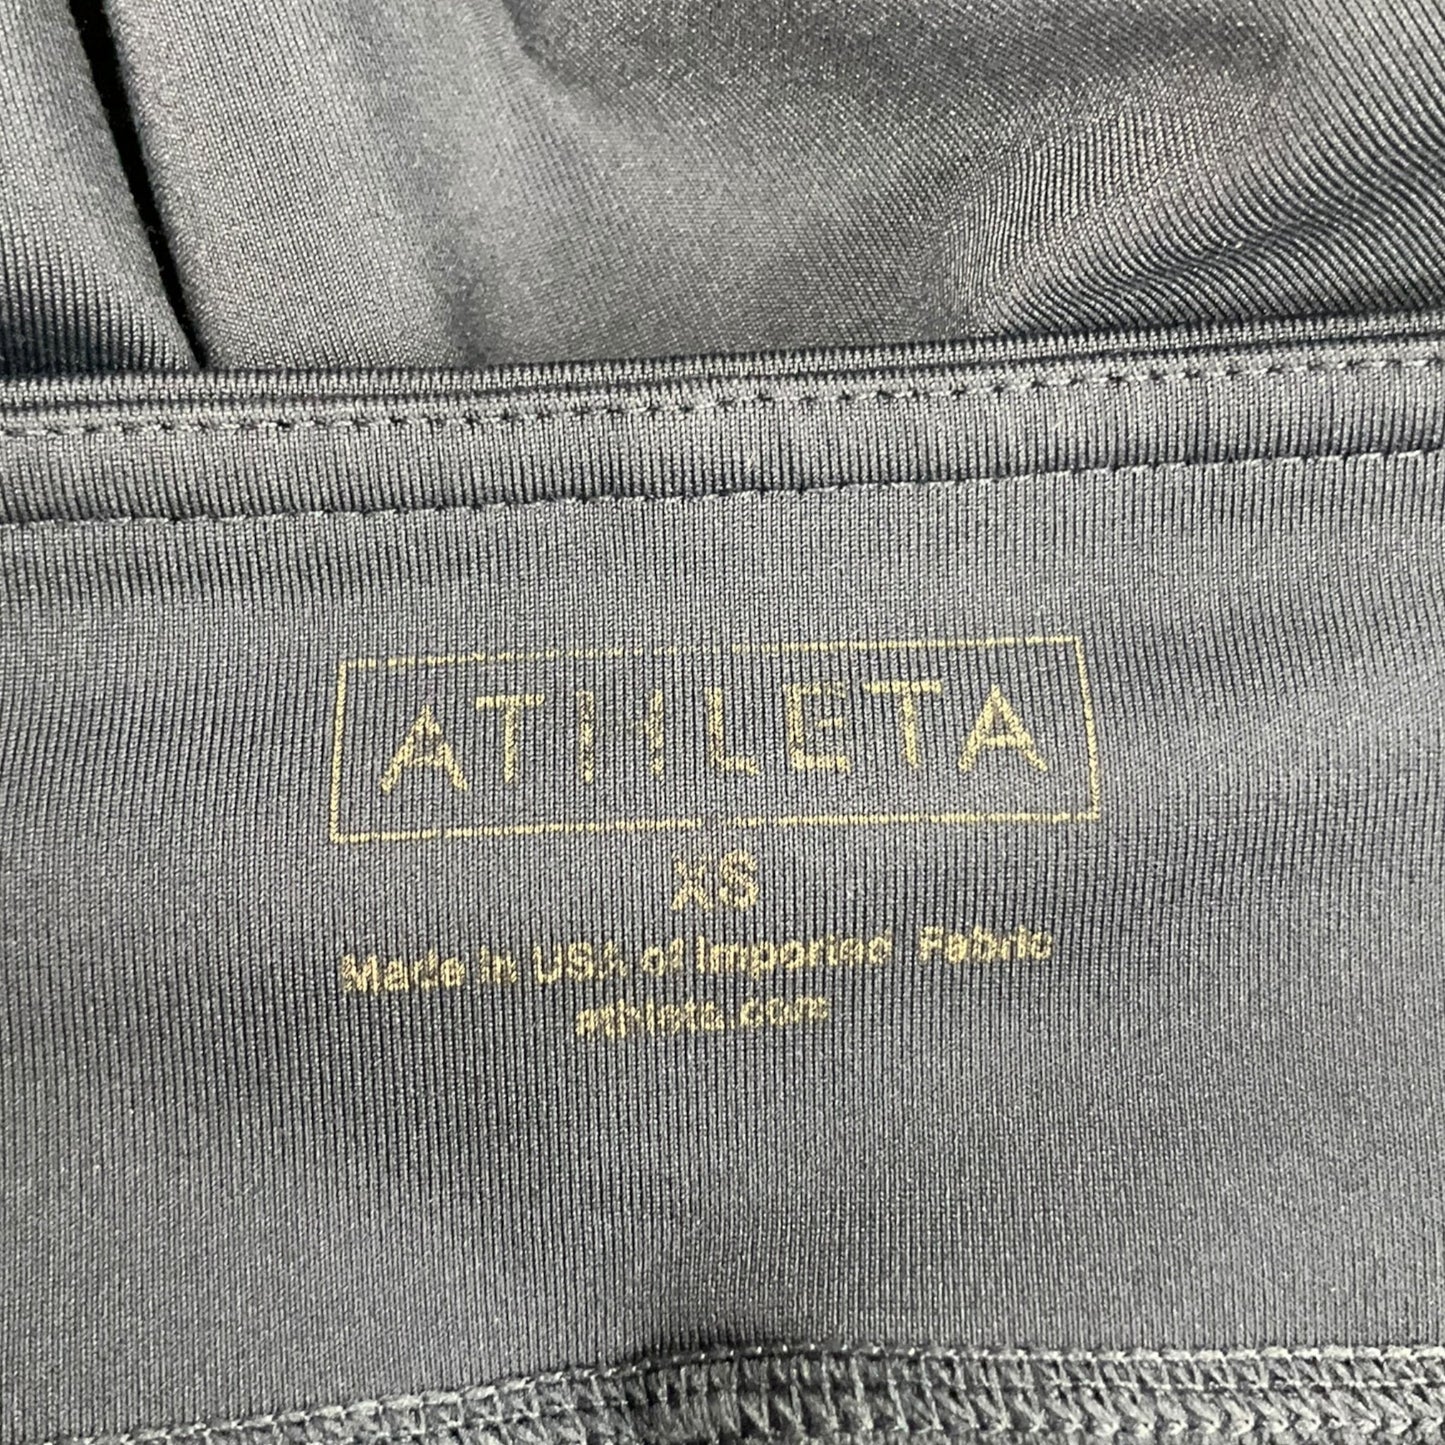 ATHLETA
XS
Made in USA of Imported Fabric
athleta.com